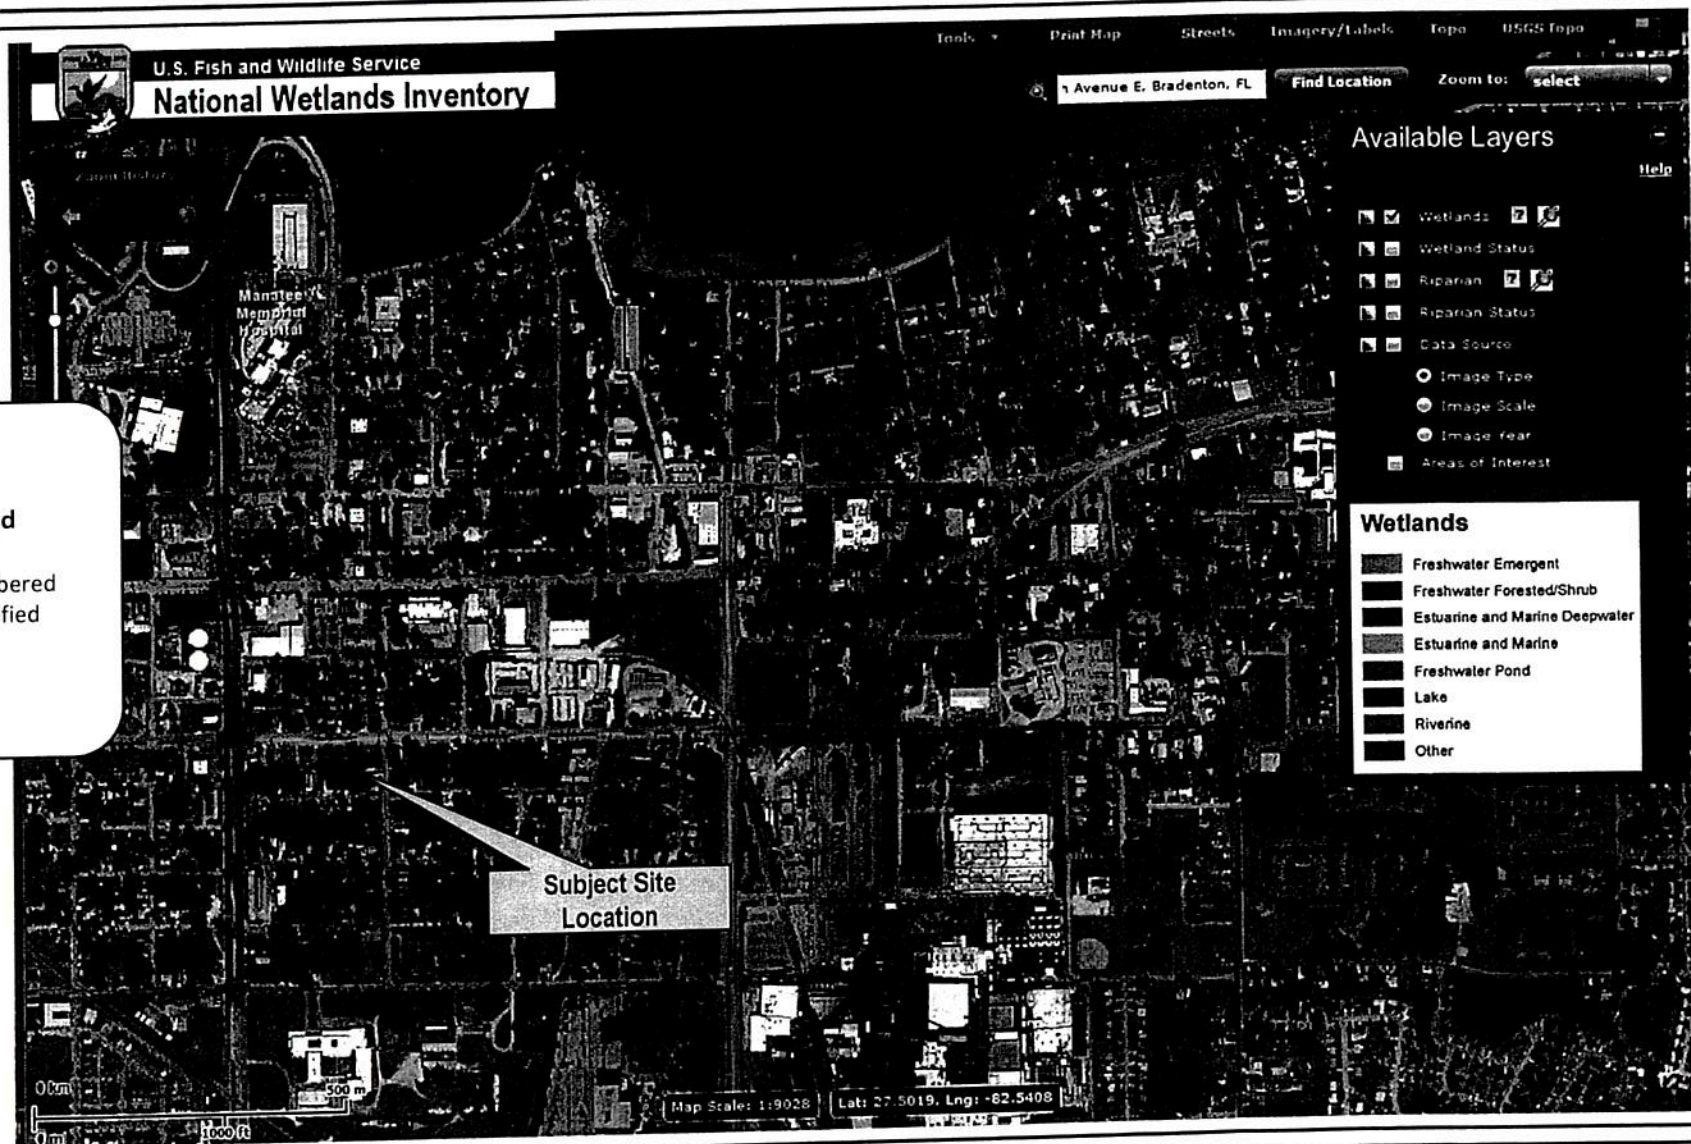 Tools
Print Map
Streets
Imagery/Labels
Topo
USGS Topo
U.S. Fish and Wildlife Service
National Wetlands Inventory
Avenue E, Bradenton, FL
Find Location
Zoom to:
select
Zoom History
Available Layers
Help
Wetlands
Wetland Status
Riparian
Riparian Status
Data Source
Image Type
Image Scale
Image Year
Areas of Interest
Manatee
Memorial
Hospital
d
bered
fied
Wetlands
Freshwater Emergent
Freshwater Forested/Shrub
Estuarine and Marine Deepwater
Estuarine and Marine
Freshwater Pond
Lake
Riverine
Other
Subject Site
Location
0 km
500 m
0 mi
1000 ft
Map Scale: 1:9028
Lat: 27.5019, Lng: -82.5408